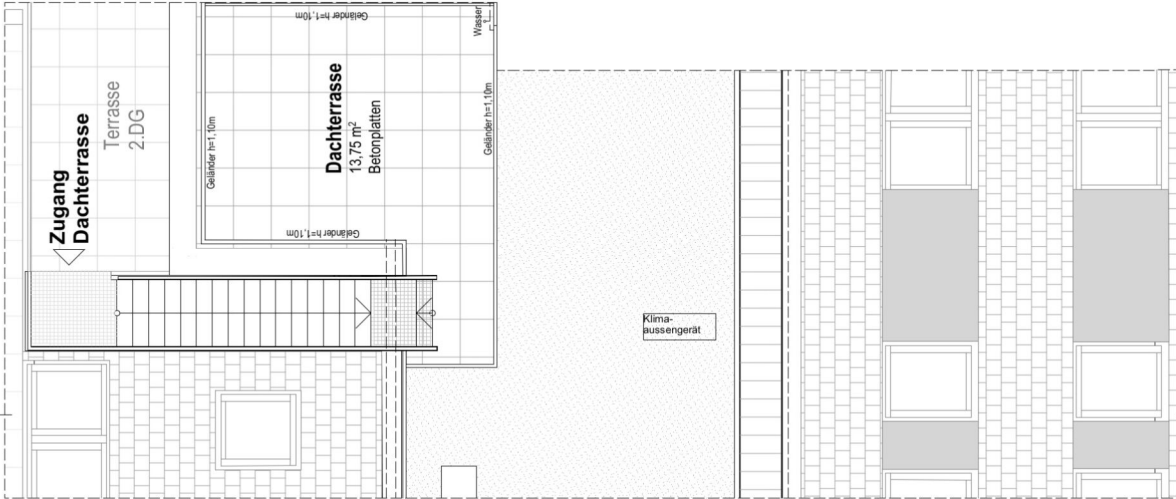 Geländer h=1,10m
Wasser
Zugang
Dachterrasse
Terrasse
2.DG
Geländer h=1,10m
Dachterrasse
13,75 m²
Betonplatten
Geländer h=1,10m
Geländer h=1,10m
Klima-
aussengerät